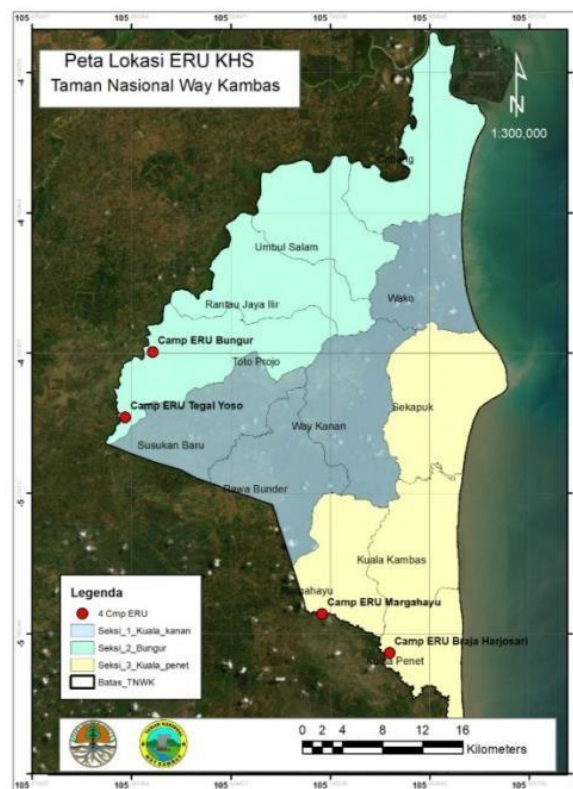 Peta Lokasi ERU KHS
Taman Nasional Way Kambas
N
1:300,000
Umbul Salam
Wako
Rantau Jaya Ilir
Camp ERU Bungur
Toto Projo
Sekapuk
Camp ERU Tegal Yoso
Way Kanan
Susukan Baru
Rawa Bunder
Kuala Kambas
Camp ERU Margahayu
Camp ERU Braja Harjosari
Kuala Penet
Legenda
4 Cmp ERU
Seksi_1_Kuala_kanan
Seksi_2_Bungur
Seksi_3_Kuala_penet
Batas_TNWK
0 2 4 8 12 16
Kilometers